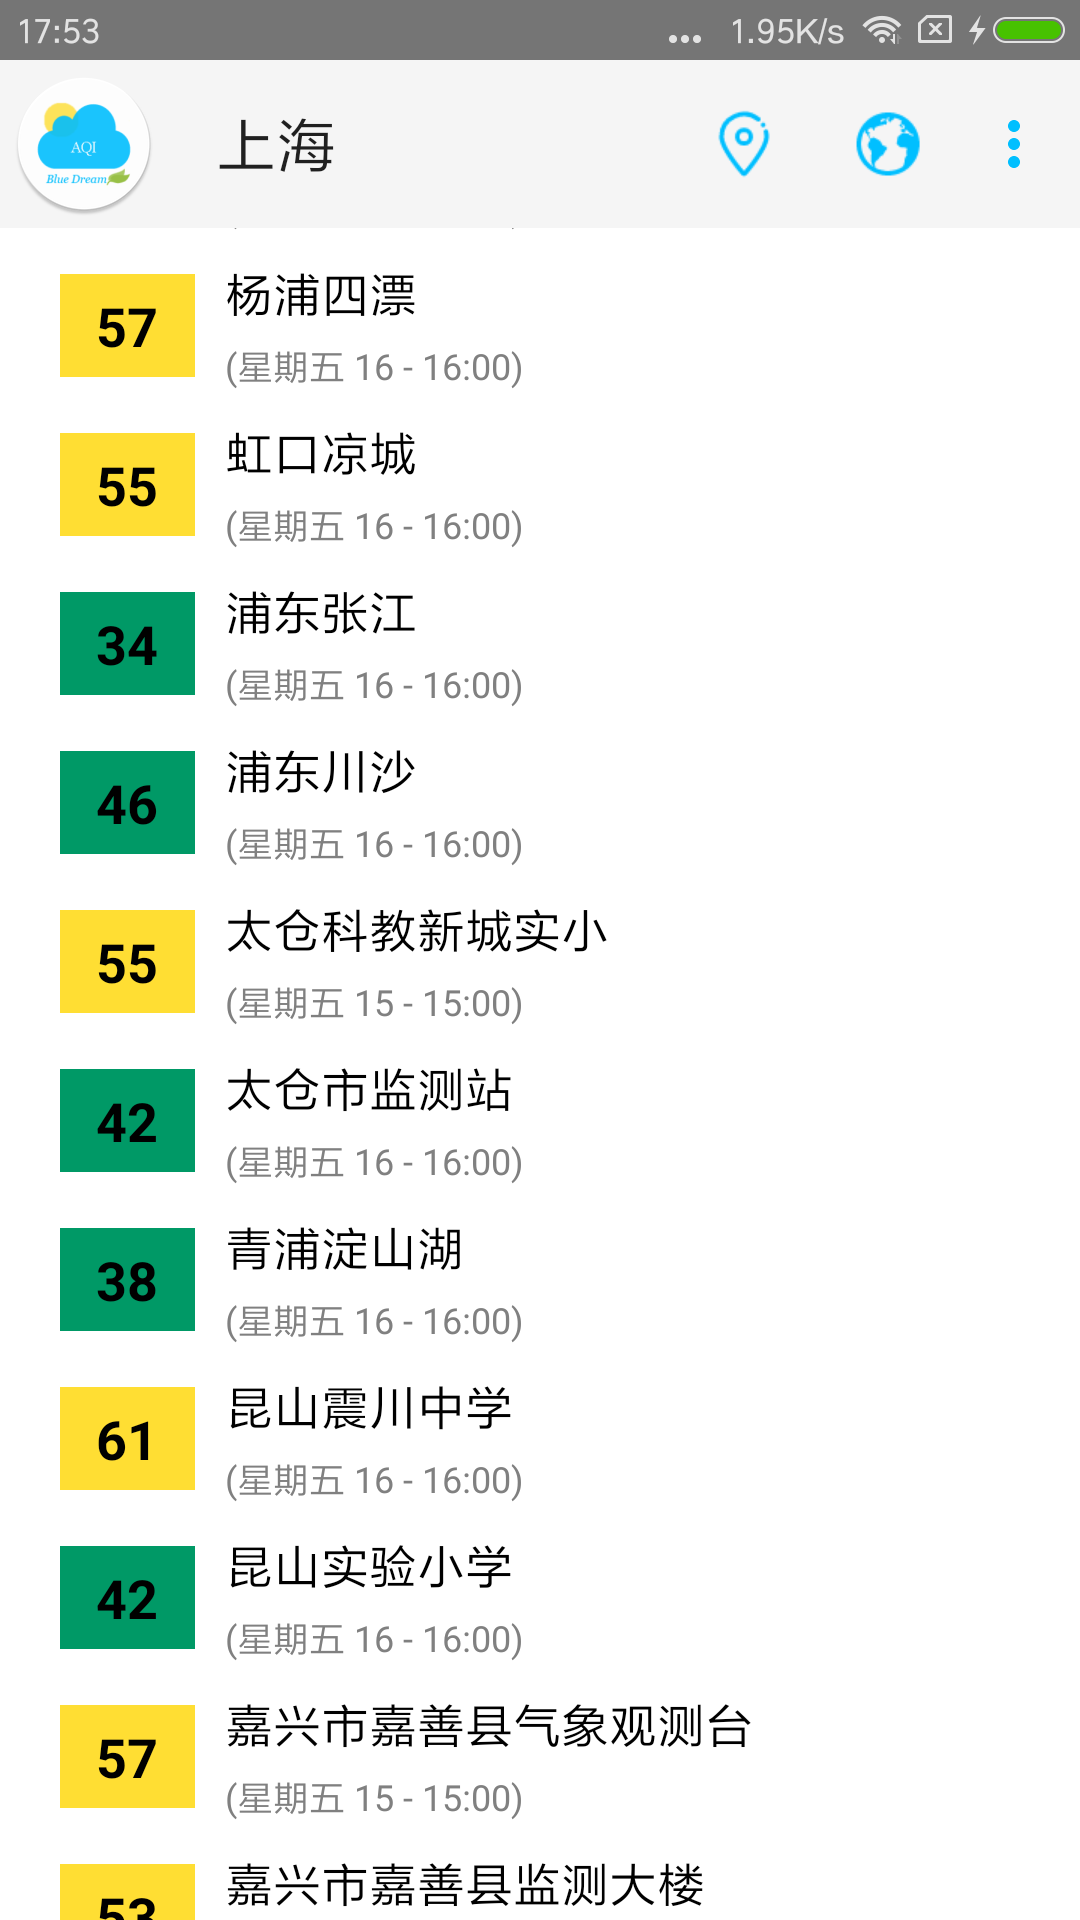 17:53
... 1.95K/s
AQI
Blue Dream
上海
57
杨浦四漂
(星期五 16 - 16:00)
55
虹口凉城
(星期五 16 - 16:00)
34
浦东张江
(星期五 16 - 16:00)
46
浦东川沙
(星期五 16 - 16:00)
55
太仓科教新城实小
(星期五 15 - 15:00)
42
太仓市监测站
(星期五 16 - 16:00)
38
青浦淀山湖
(星期五 16 - 16:00)
61
昆山震川中学
(星期五 16 - 16:00)
42
昆山实验小学
(星期五 16 - 16:00)
57
嘉兴市嘉善县气象观测台
(星期五 15 - 15:00)
53
嘉兴市嘉善县监测大楼